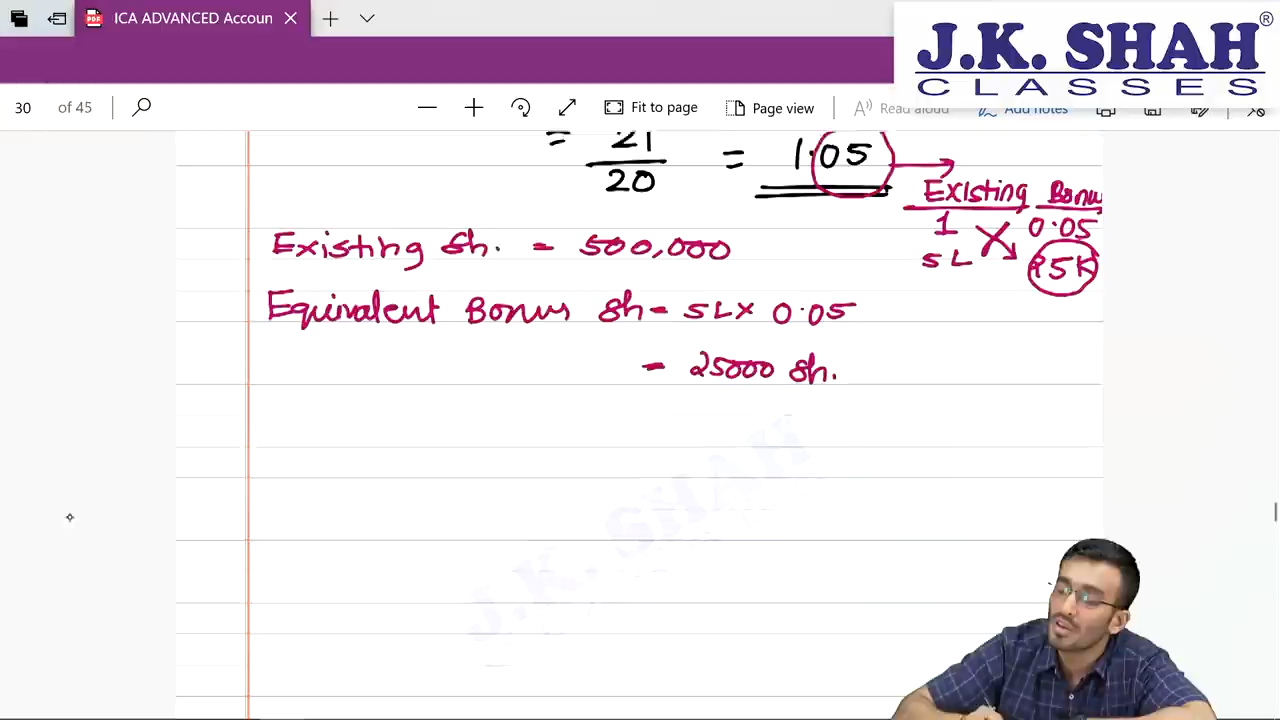 ICA ADVANCED Accoun
J.K. SHAH®
CLASSES
30 of 45
Fit to page
Page view
Read aloud
Add notes
= 21/20 = 1.05
Existing Bonus
1 0.05
5L 25K
Existing Sh. = 500,000
Equivalent Bonus Sh = 5L x 0.05
= 25000 Sh.
J.K. SHAH